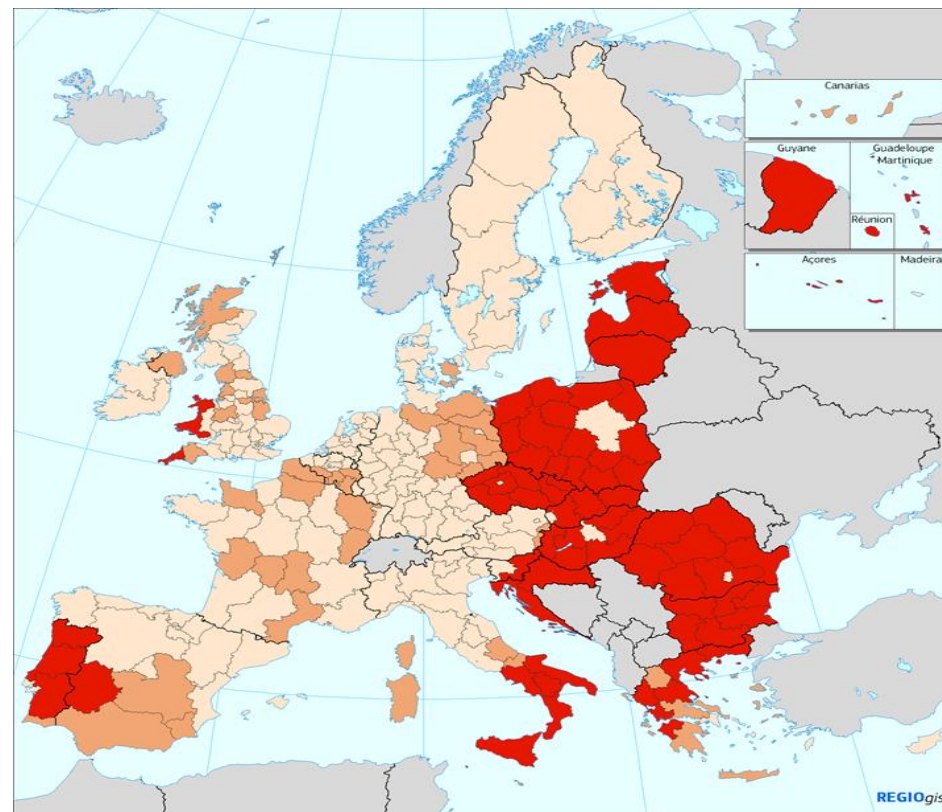 Canarias
Guyane
Guadeloupe
Martinique
Réunion
Açores
Madeira
REGIOgis